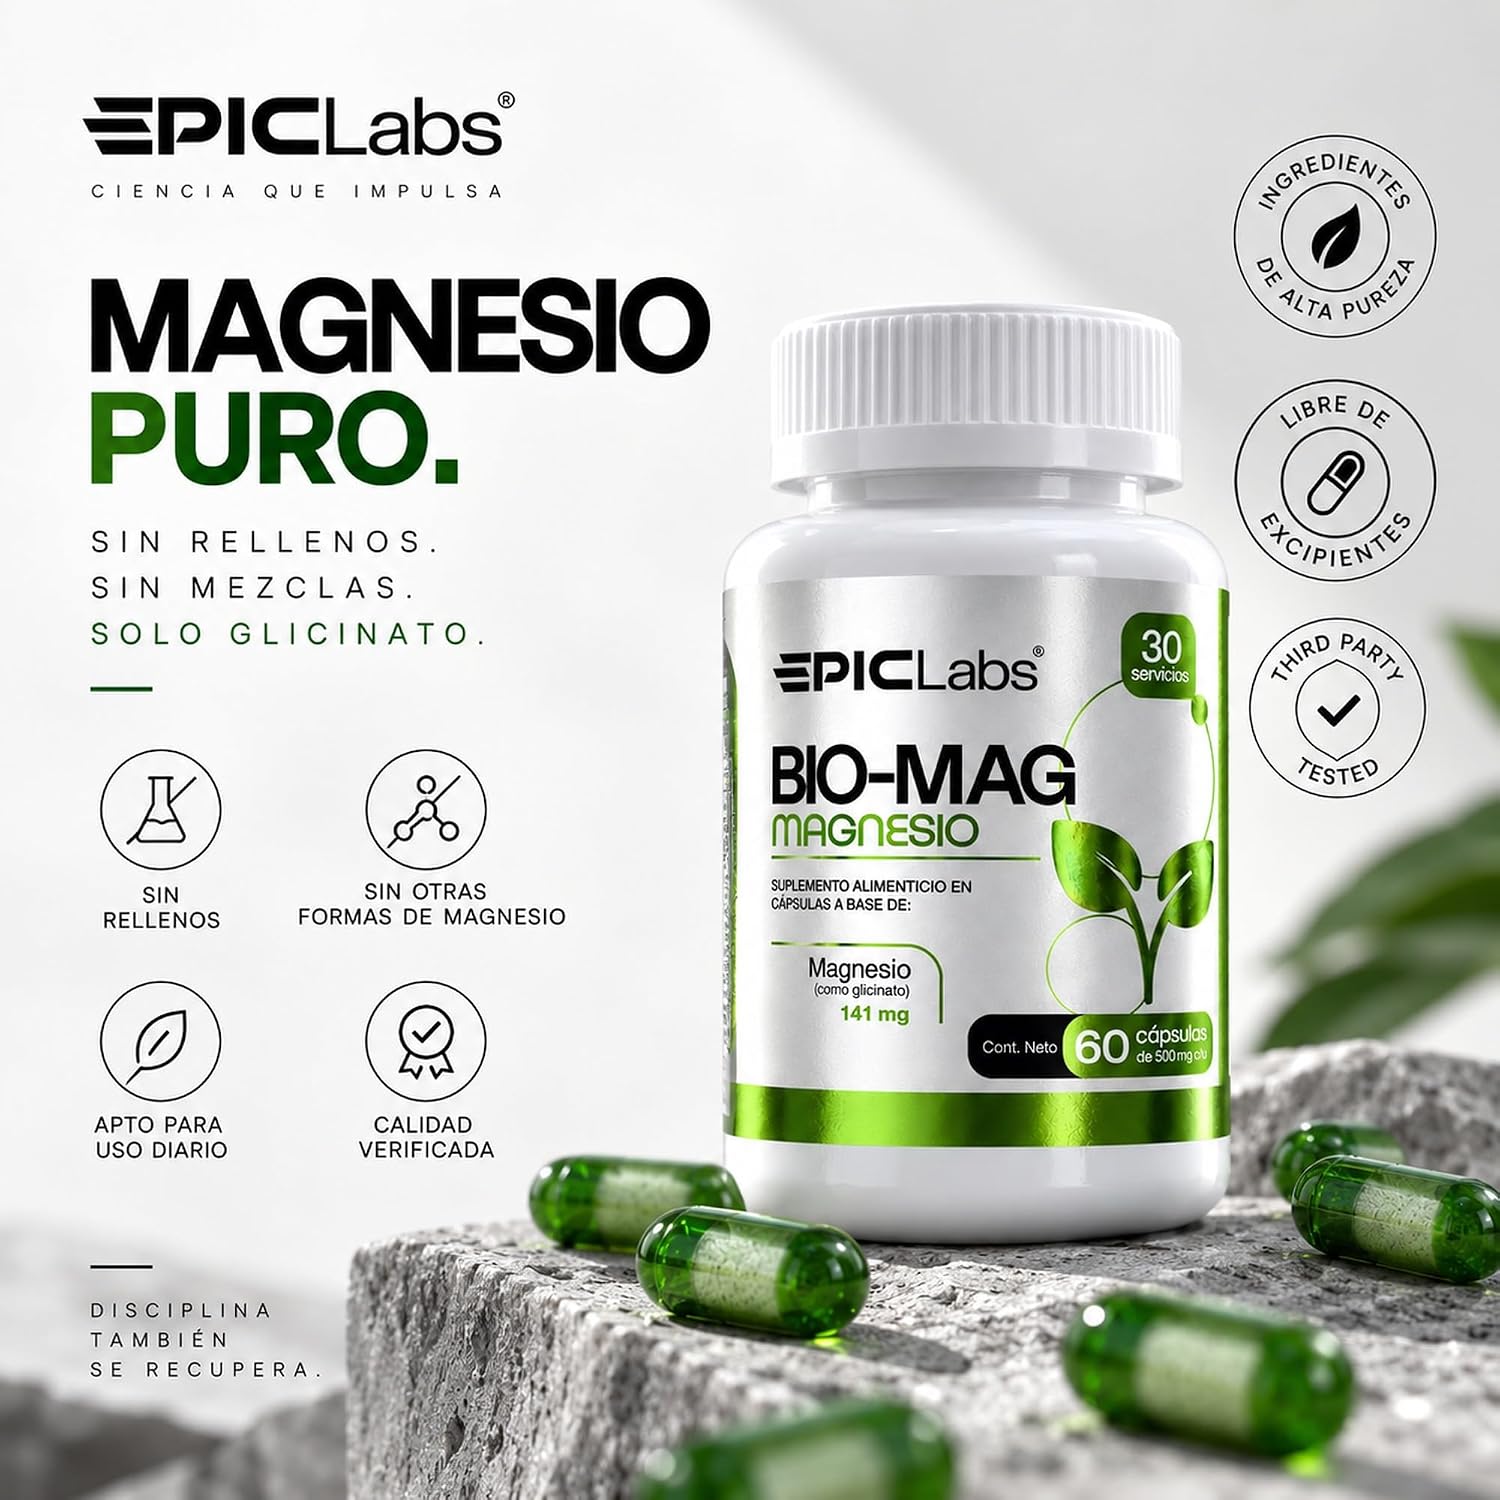 EPICLabs®
CIENCIA QUE IMPULSA
MAGNESIO
PURO.
SIN RELLENOS.
SIN MEZCLAS.
SOLO GLICINATO.
SIN
RELLENOS
SIN OTRAS
FORMAS DE MAGNESIO
APTO PARA
USO DIARIO
CALIDAD
VERIFICADA
DISCIPLINA
TAMBIÉN
SE RECUPERA.
INGREDIENTES
DE ALTA PUREZA
LIBRE DE
EXCIPIENTES
THIRD PARTY
TESTED
30
servicios
EPICLabs®
BIO-MAG
MAGNESIO
SUPLEMENTO ALIMENTICIO EN
CÁPSULAS A BASE DE:
Magnesio
(como glicinato)
141 mg
Cont. Neto 60 cápsulas
de 500 mg c/u